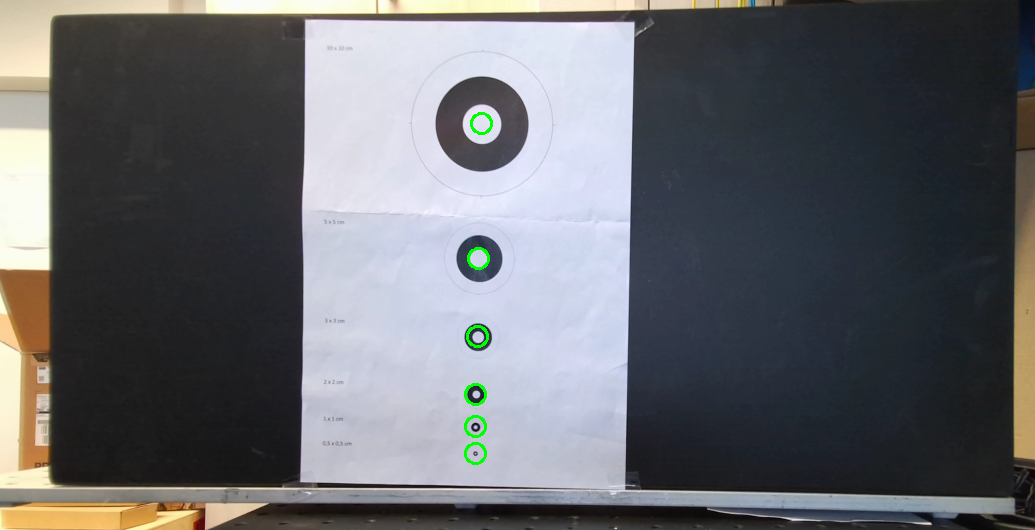 10 x 10 cm
5 x 5 cm
3 x 3 cm
2 x 2 cm
1 x 1 cm
0,5 x 0,5 cm